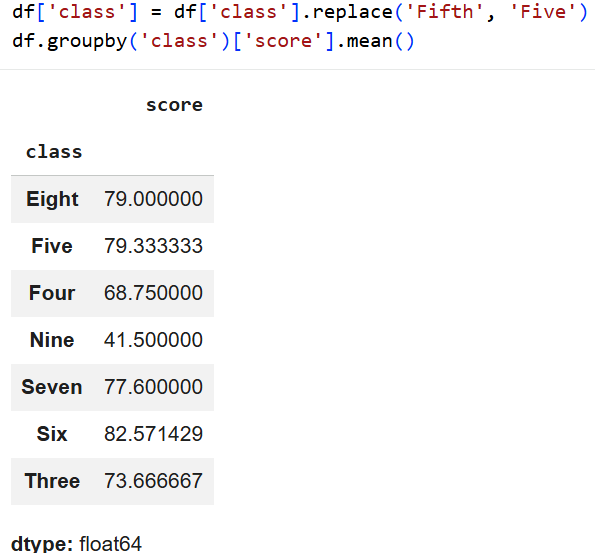 df['class'] = df['class'].replace('Fifth', 'Five')
df.groupby('class')['score'].mean()
score
class
Eight 79.000000
Five 79.333333
Four 68.750000
Nine 41.500000
Seven 77.600000
Six 82.571429
Three 73.666667
dtype: float64